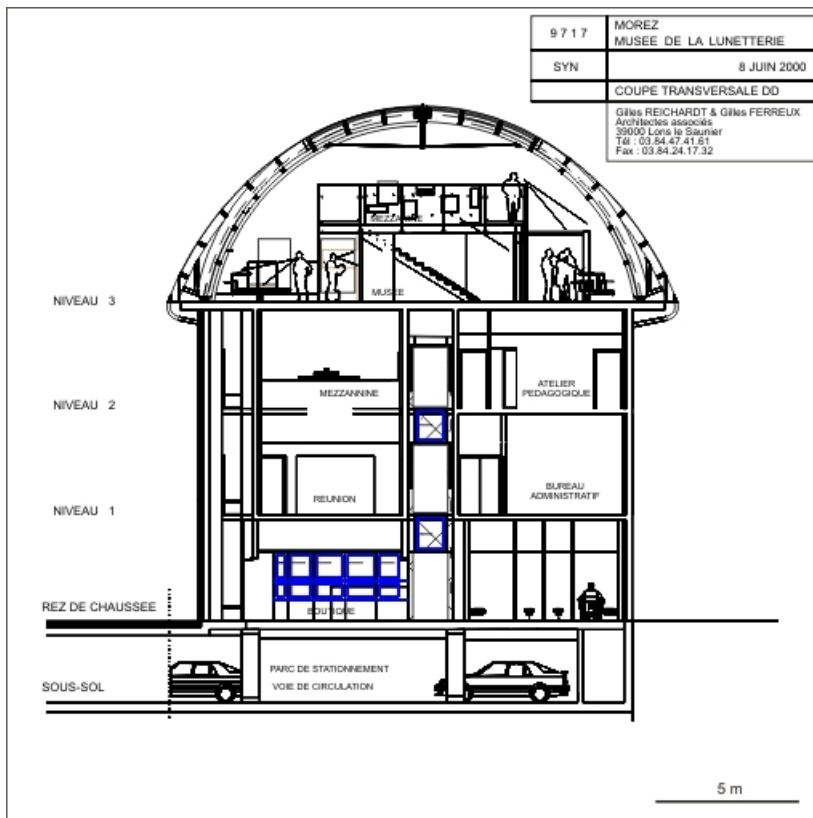 9717
MOREZ
MUSEE DE LA LUNETTERIE
SYN
8 JUIN 2000
COUPE TRANSVERSALE DD
Gilles REICHARDT & Gilles FERREUX
Architectes associés
39000 Lons le Saunier
Tél : 03.84.47.41.61
Fax : 03.84.24.17.32
MEZZANINE
MUSEE
NIVEAU 3
MEZZANNINE
ATELIER
PEDAGOGIQUE
NIVEAU 2
REUNION
BUREAU
ADMINISTRATIF
NIVEAU 1
REZ DE CHAUSSEE
BOUTIQUE
PARC DE STATIONNEMENT
SOUS-SOL
VOIE DE CIRCULATION
5 m